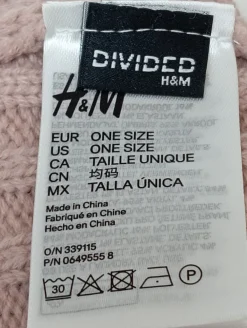 DIVIDED
H&M
H&M
EUR ONE SIZE
US ONE SIZE
CA TAILLE UNIQUE
CN 均码
MX TALLA ÚNICA
Made in China
Fabriqué en Chine
Hecho en China
O/N 339115
P/N 0649555 8
30 P